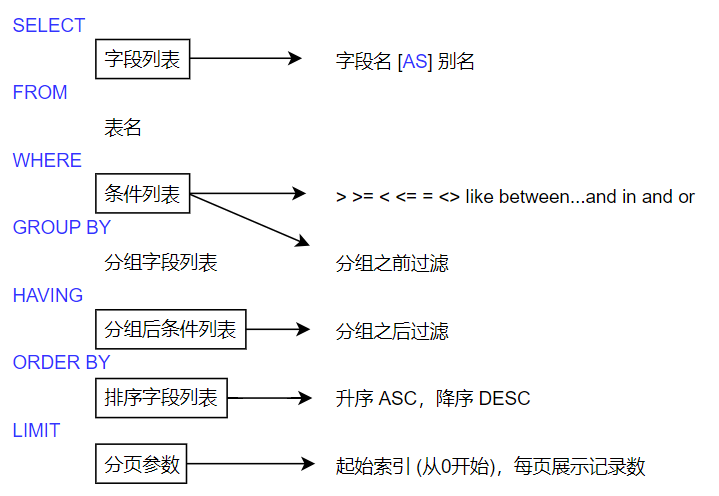 SELECT
字段列表 字段名 [AS] 别名
FROM
表名
WHERE
条件列表 > >= < <= = <> like between...and in and or
GROUP BY
分组字段列表 分组之前过滤
HAVING
分组后条件列表 分组之后过滤
ORDER BY
排序字段列表 升序 ASC，降序 DESC
LIMIT
分页参数 起始索引 (从0开始)，每页展示记录数